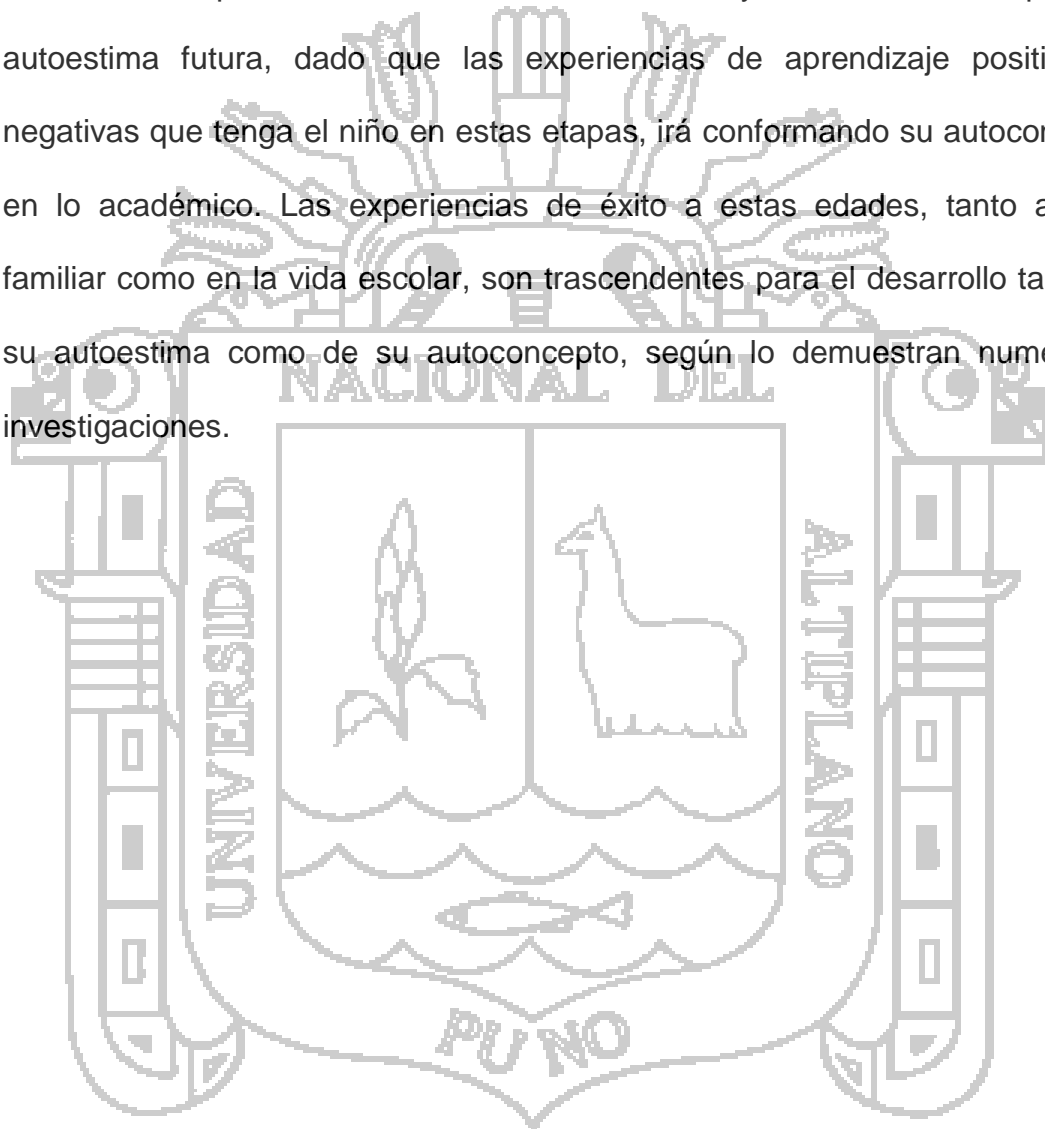 autoestima futura, dado que las experiencias de aprendizaje positi
negativas que tenga el niño en estas etapas, irá conformando su autocon
en lo académico. Las experiencias de éxito a estas edades, tanto a
familiar como en la vida escolar, son trascendentes para el desarrollo ta
su autoestima como de su autoconcepto, según lo demuestran nume
investigaciones.
NACIONAL DEL
UNIVERSIDAD
ALTIPLANO
PUNO